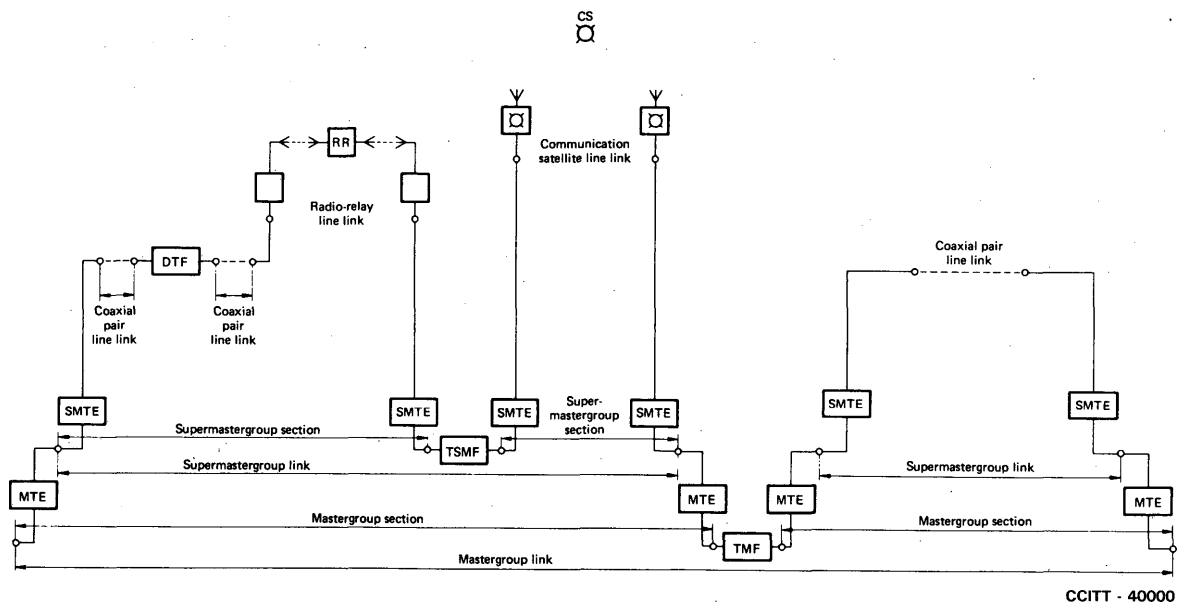 CS
RR
Communication
satellite line link
Radio-relay
line link
DTF
Coaxial pair
line link
Coaxial
pair
line link
Coaxial
pair
line link
SMTE
SMTE
SMTE
SMTE
SMTE
SMTE
Super-
mastergroup
section
Supermastergroup section
TSMF
Supermastergroup link
Supermastergroup link
MTE
MTE
MTE
MTE
Mastergroup section
Mastergroup section
TMF
Mastergroup link
CCITT - 40000